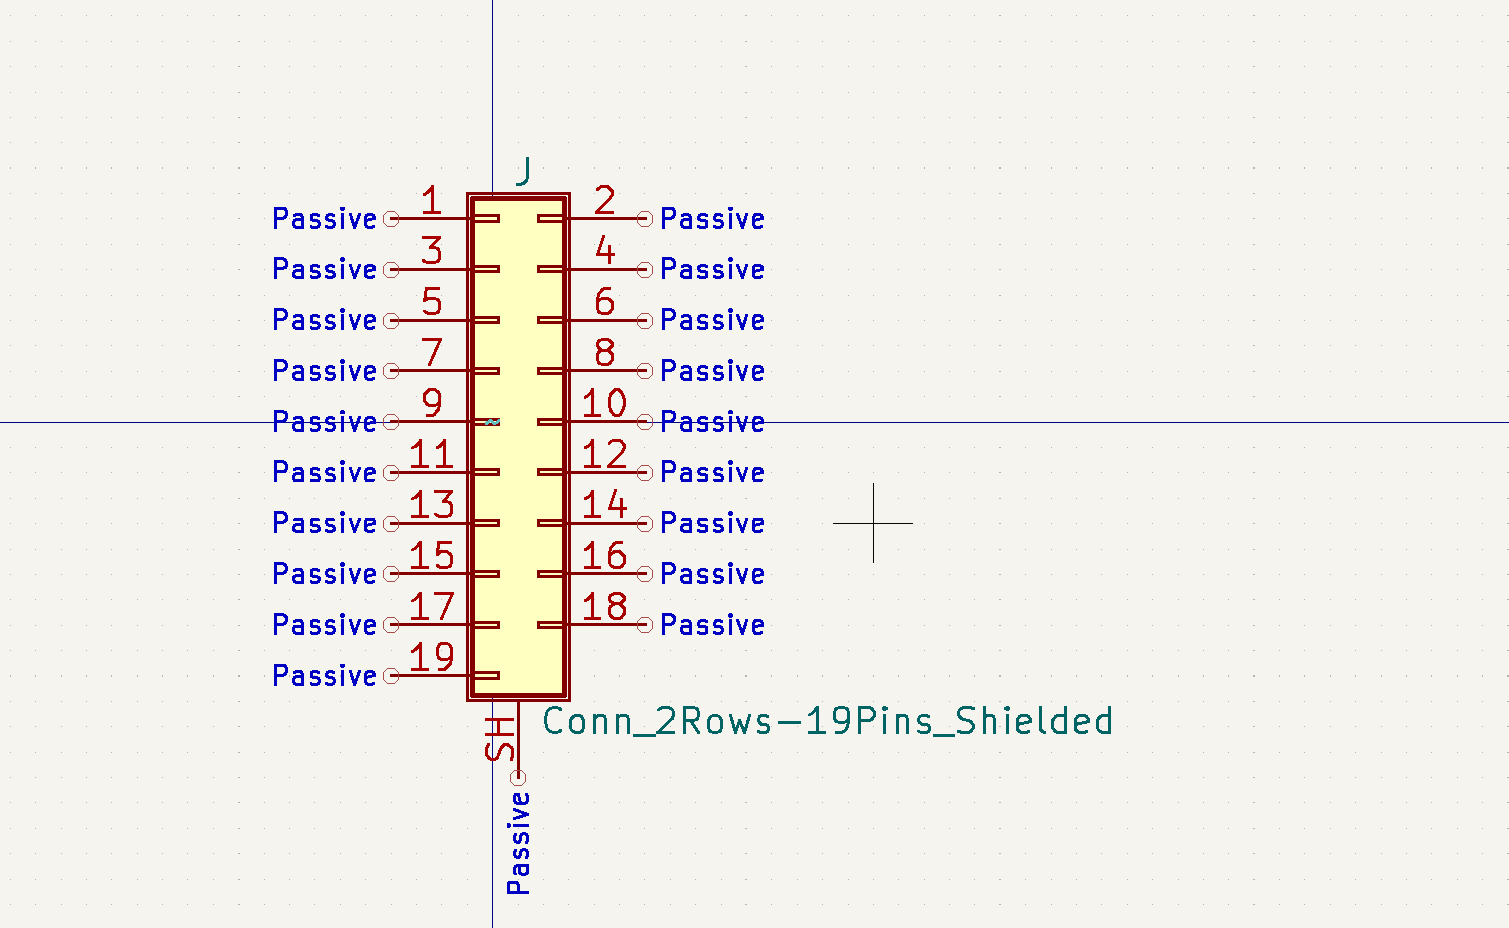 J
Passive 1 2 Passive
Passive 3 4 Passive
Passive 5 6 Passive
Passive 7 8 Passive
Passive 9 ~ 10 Passive
Passive 11 12 Passive
Passive 13 14 Passive
Passive 15 16 Passive
Passive 17 18 Passive
Passive 19
Conn_2Rows-19Pins_Shielded
SH
Passive